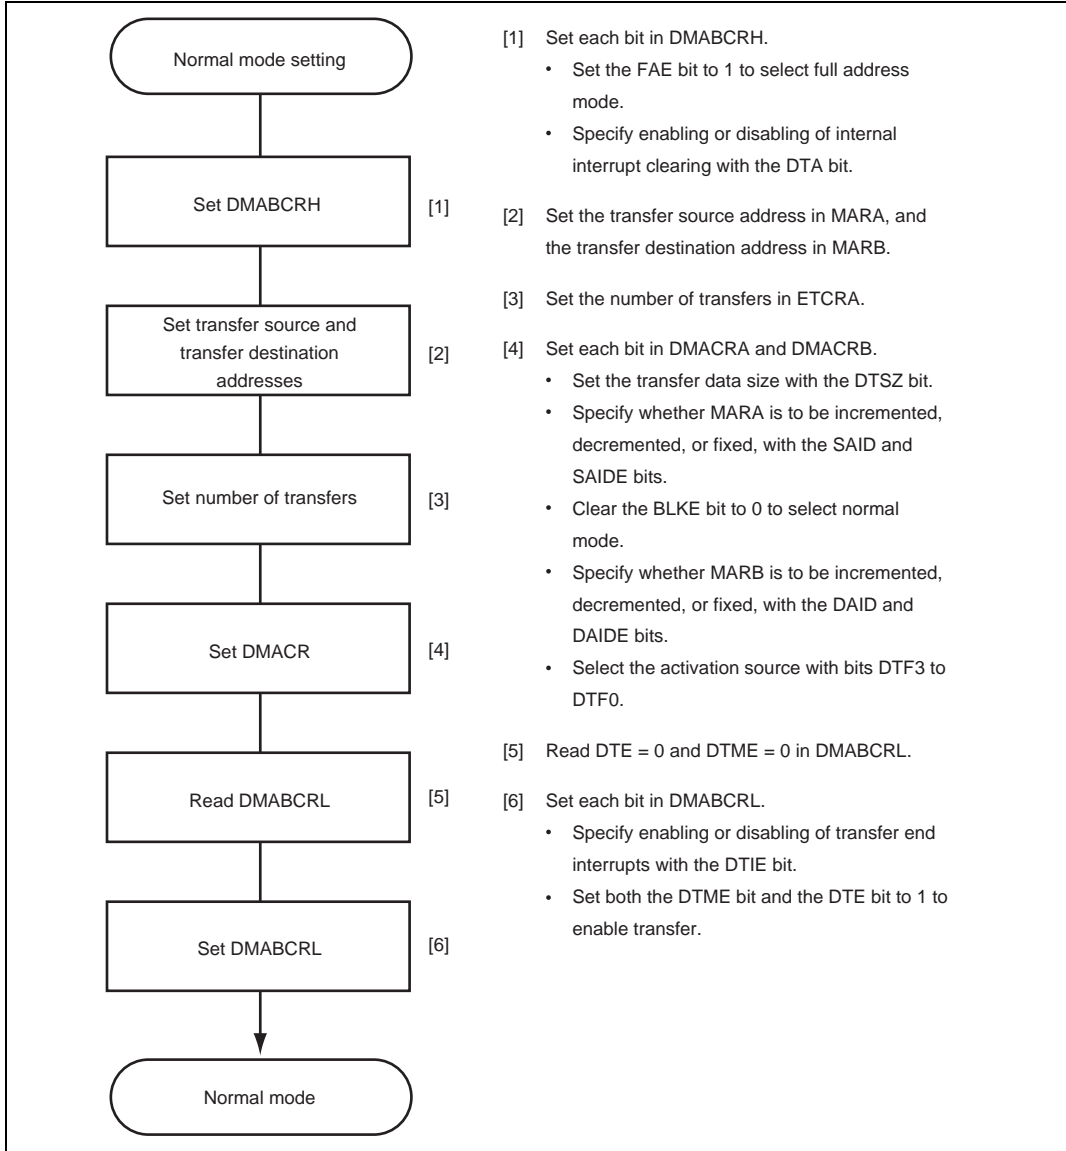 Normal mode setting
Set DMABCRH
[1]
Set transfer source and
transfer destination
addresses
[2]
Set number of transfers
[3]
Set DMACR
[4]
Read DMABCRL
[5]
Set DMABCRL
[6]
Normal mode
[1] Set each bit in DMABCRH.
• Set the FAE bit to 1 to select full address
mode.
• Specify enabling or disabling of internal
interrupt clearing with the DTA bit.
[2] Set the transfer source address in MARA, and
the transfer destination address in MARB.
[3] Set the number of transfers in ETCRA.
[4] Set each bit in DMACRA and DMACRB.
• Set the transfer data size with the DTSZ bit.
• Specify whether MARA is to be incremented,
decremented, or fixed, with the SAID and
SAIDE bits.
• Clear the BLKE bit to 0 to select normal
mode.
• Specify whether MARB is to be incremented,
decremented, or fixed, with the DAID and
DAIDE bits.
• Select the activation source with bits DTF3 to
DTF0.
[5] Read DTE = 0 and DTME = 0 in DMABCRL.
[6] Set each bit in DMABCRL.
• Specify enabling or disabling of transfer end
interrupts with the DTIE bit.
• Set both the DTME bit and the DTE bit to 1 to
enable transfer.